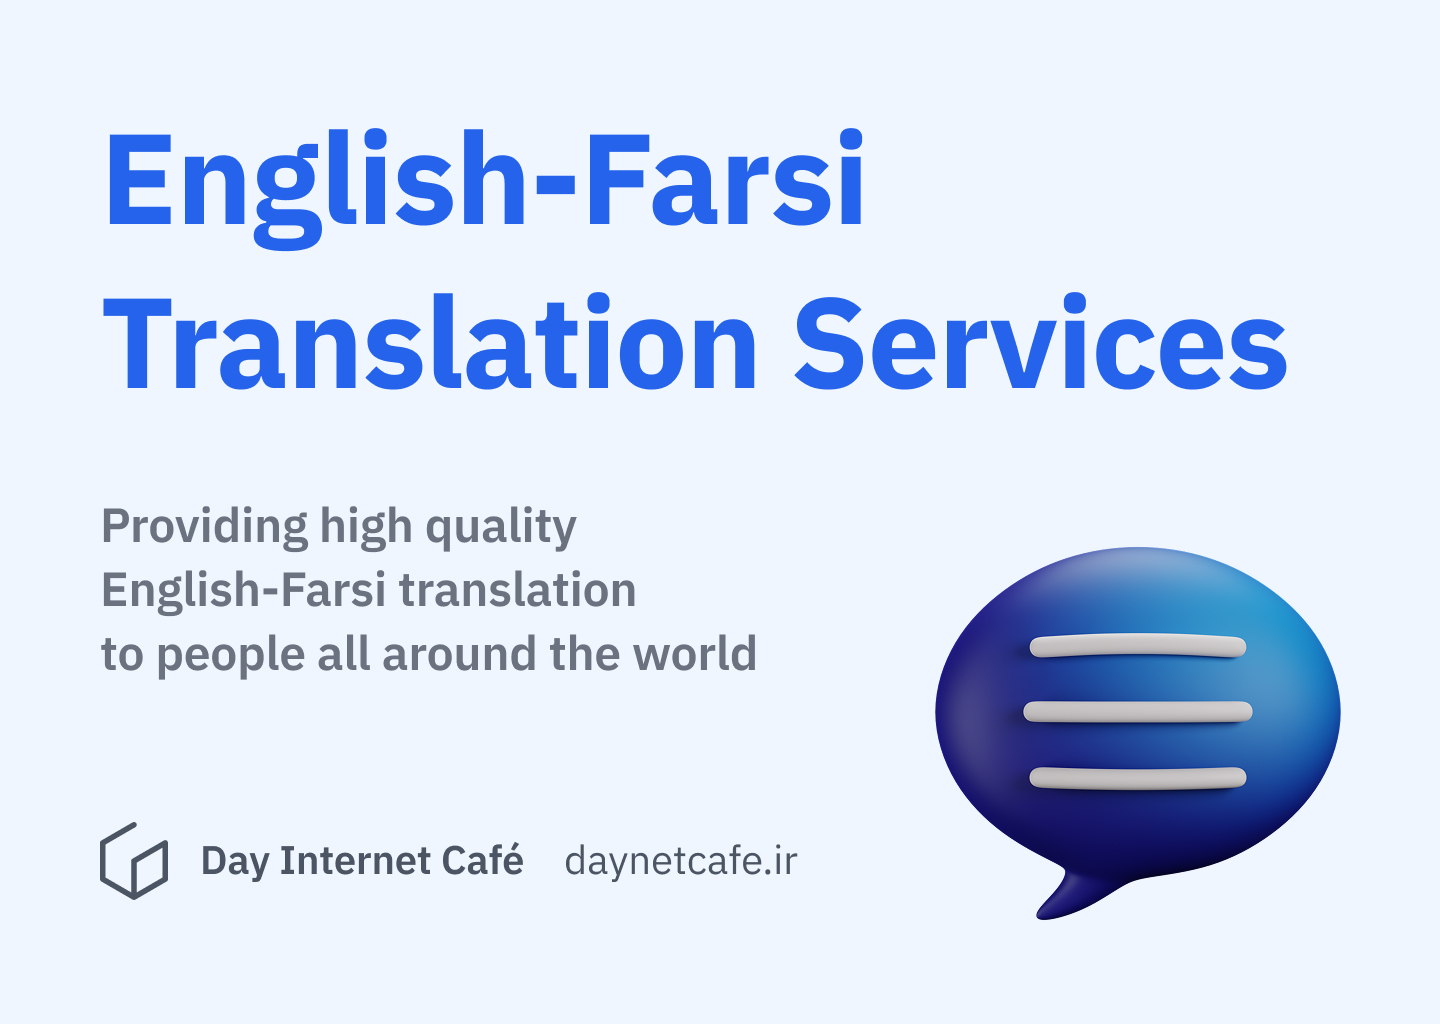 English-Farsi
Translation Services
Providing high quality
English-Farsi translation
to people all around the world
Day Internet Café daynetcafe.ir